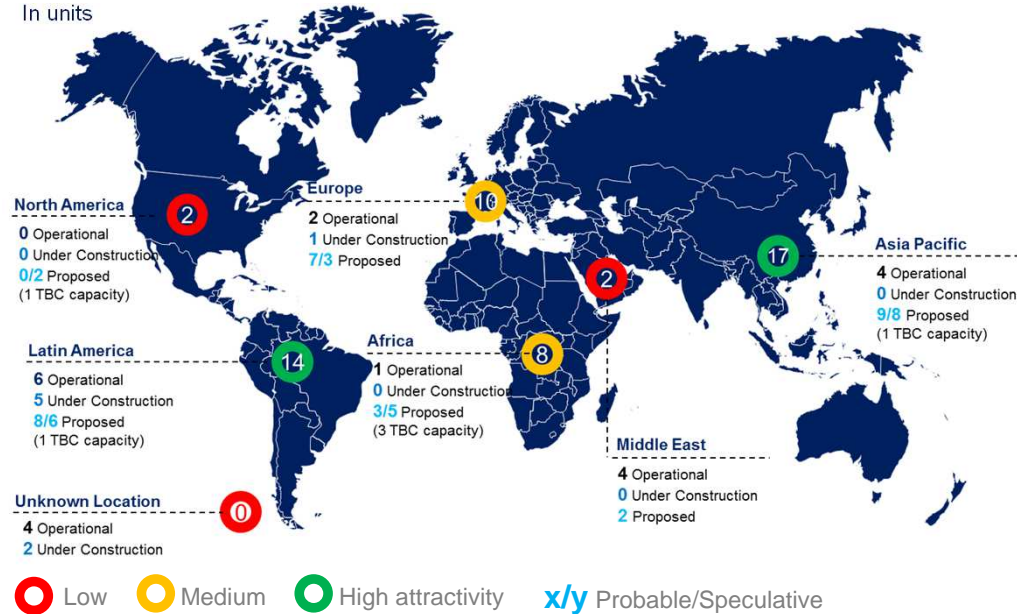 In units
North America
2
0 Operational
0 Under Construction
0/2 Proposed
(1 TBC capacity)
Europe
10
2 Operational
1 Under Construction
7/3 Proposed
Asia Pacific
17
4 Operational
0 Under Construction
9/8 Proposed
(1 TBC capacity)
Latin America
14
6 Operational
5 Under Construction
8/6 Proposed
(1 TBC capacity)
Africa
8
1 Operational
0 Under Construction
3/5 Proposed
(3 TBC capacity)
2
Middle East
4 Operational
0 Under Construction
2 Proposed
Unknown Location
0
4 Operational
2 Under Construction
Low Medium High attractivity x/y Probable/Speculative